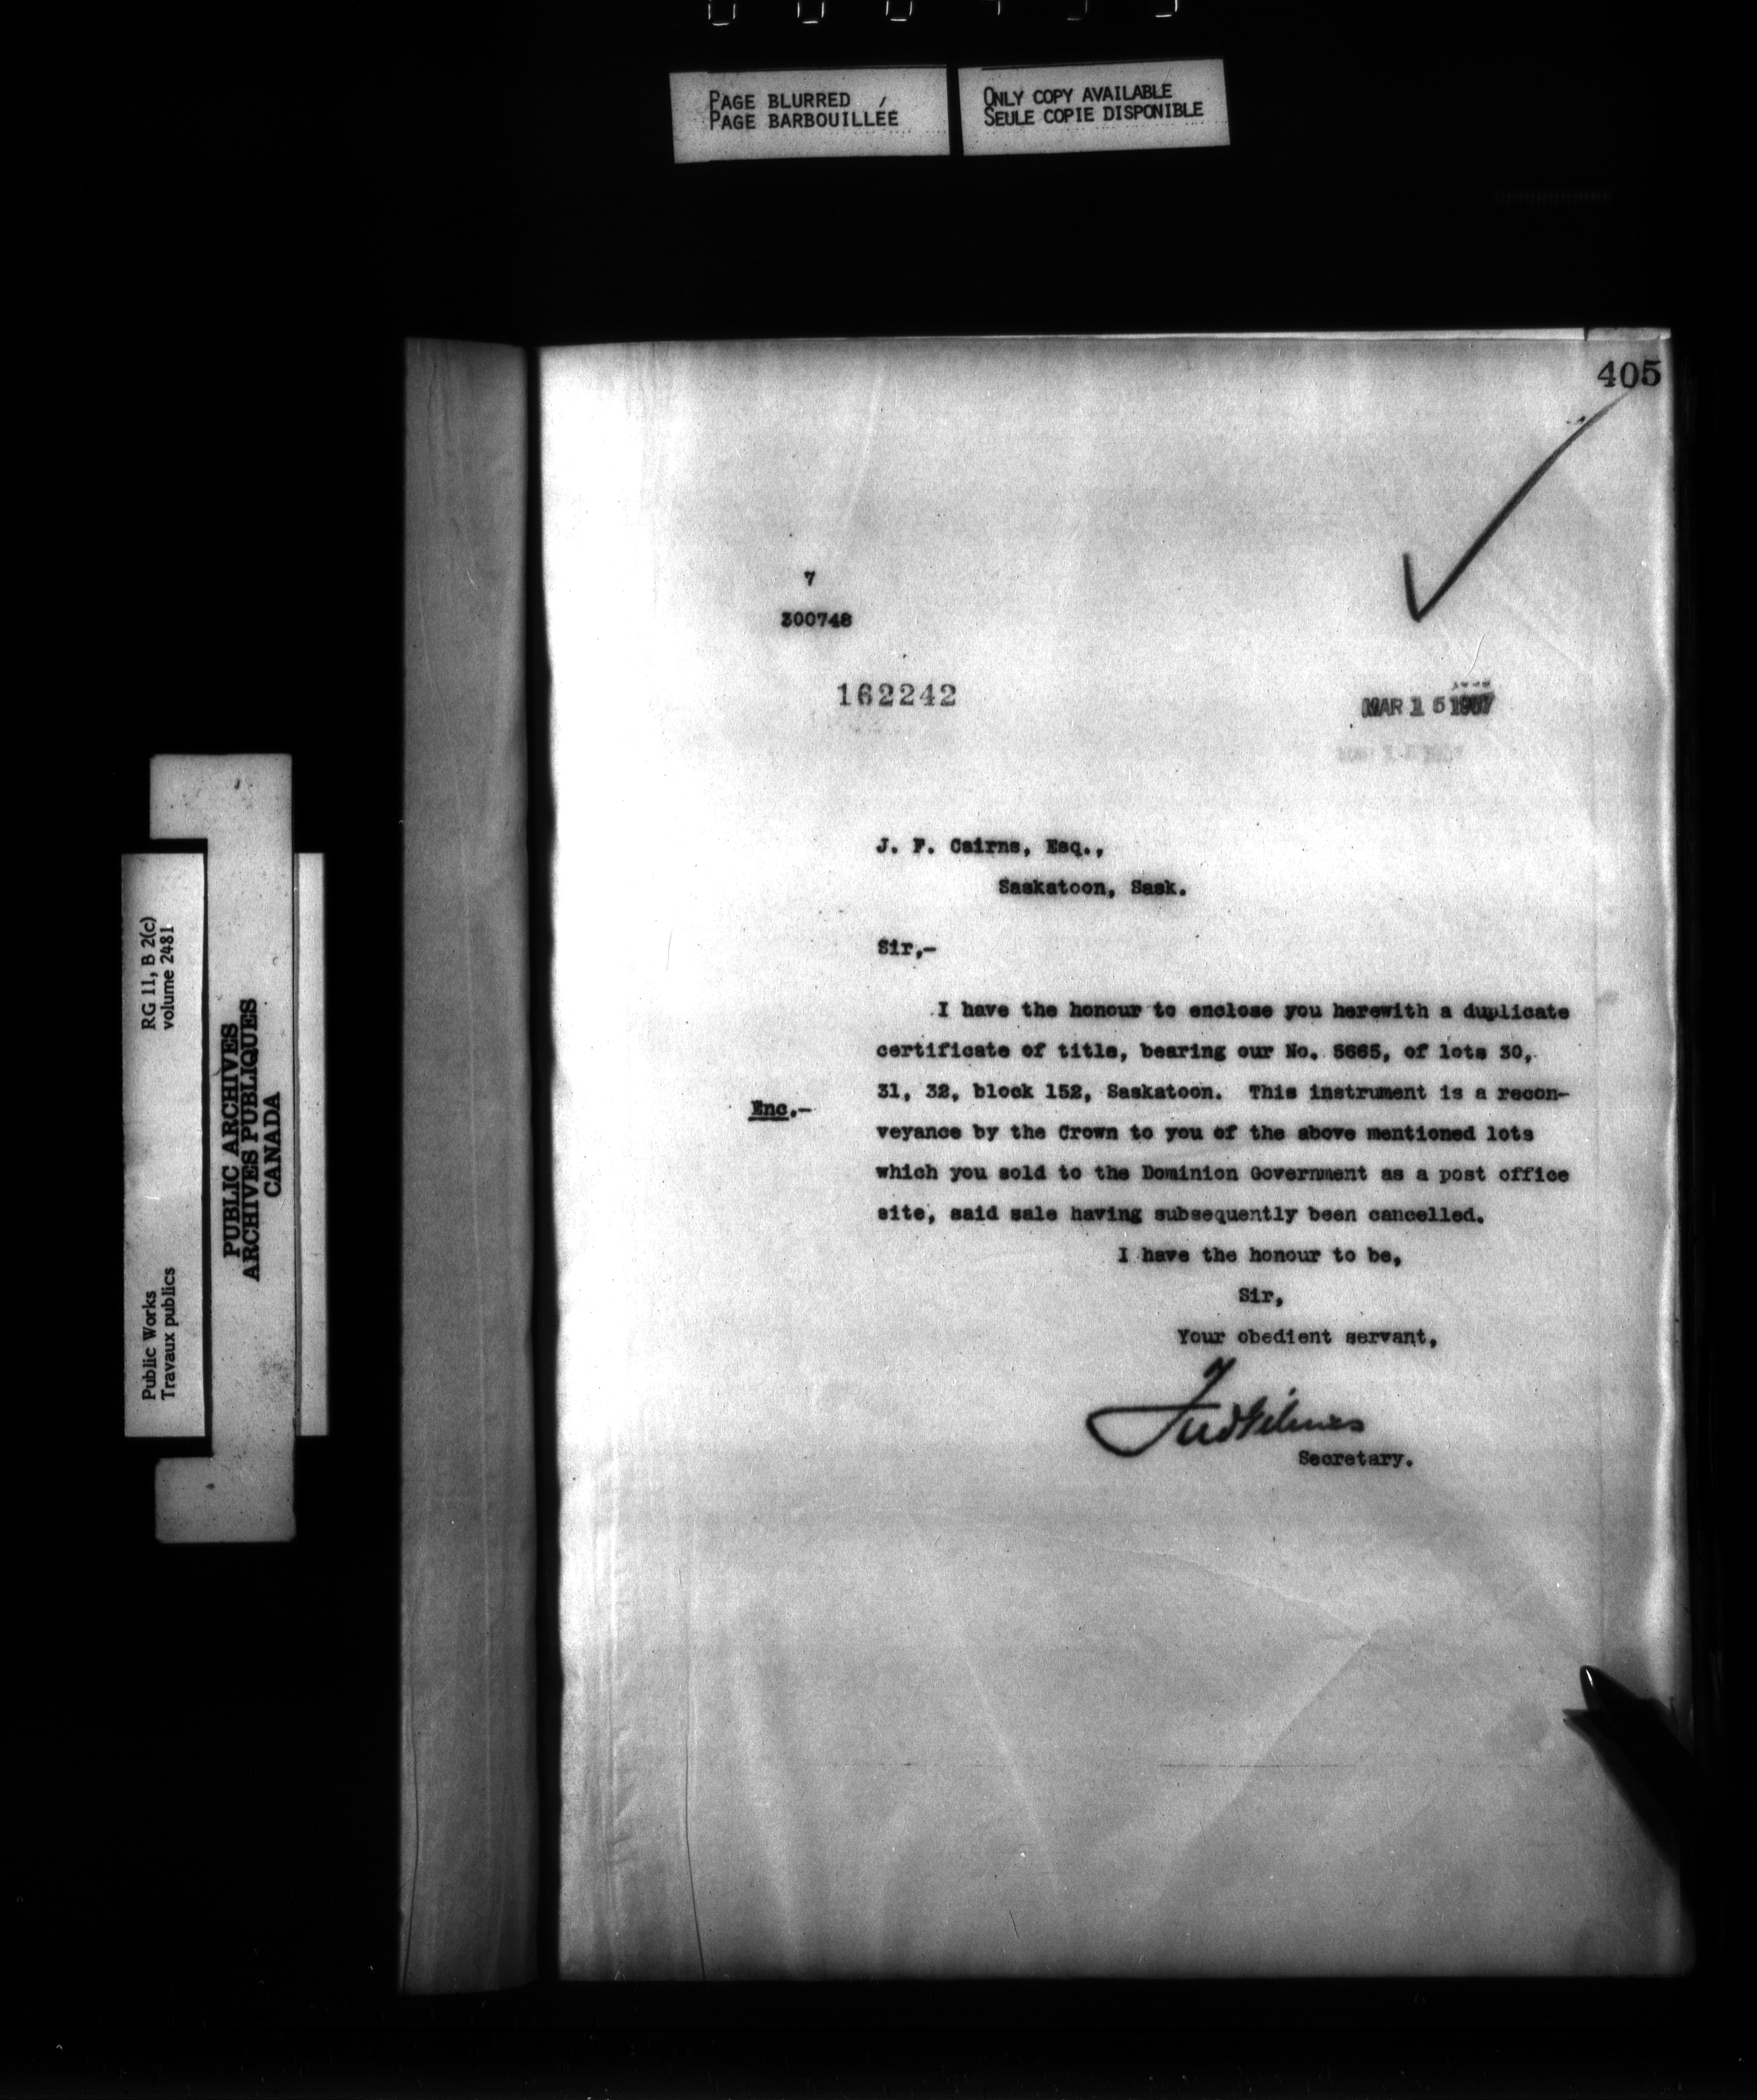 PAGE BLURRED
PAGE BARBOUILLÉE
ONLY COPY AVAILABLE
SEULE COPIE DISPONIBLE
405
7
300748
162242
MAR 15 1907
J. F. Cairns, Esq.,
Saskatoon, Sask.
Sir,-
I have the honour to enclose you herewith a duplicate
certificate of title, bearing our No. 5665, of lots 30,
31, 32, block 152, Saskatoon. This instrument is a recon-
Enc.-
veyance by the Crown to you of the above mentioned lots
which you sold to the Dominion Government as a post office
site, said sale having subsequently been cancelled.
I have the honour to be,
Sir,
Your obedient servant,
Secretary.
RG 11, B 2(c)
volume 2481
Public Works
Travaux publics
PUBLIC ARCHIVES
ARCHIVES PUBLIQUES
CANADA